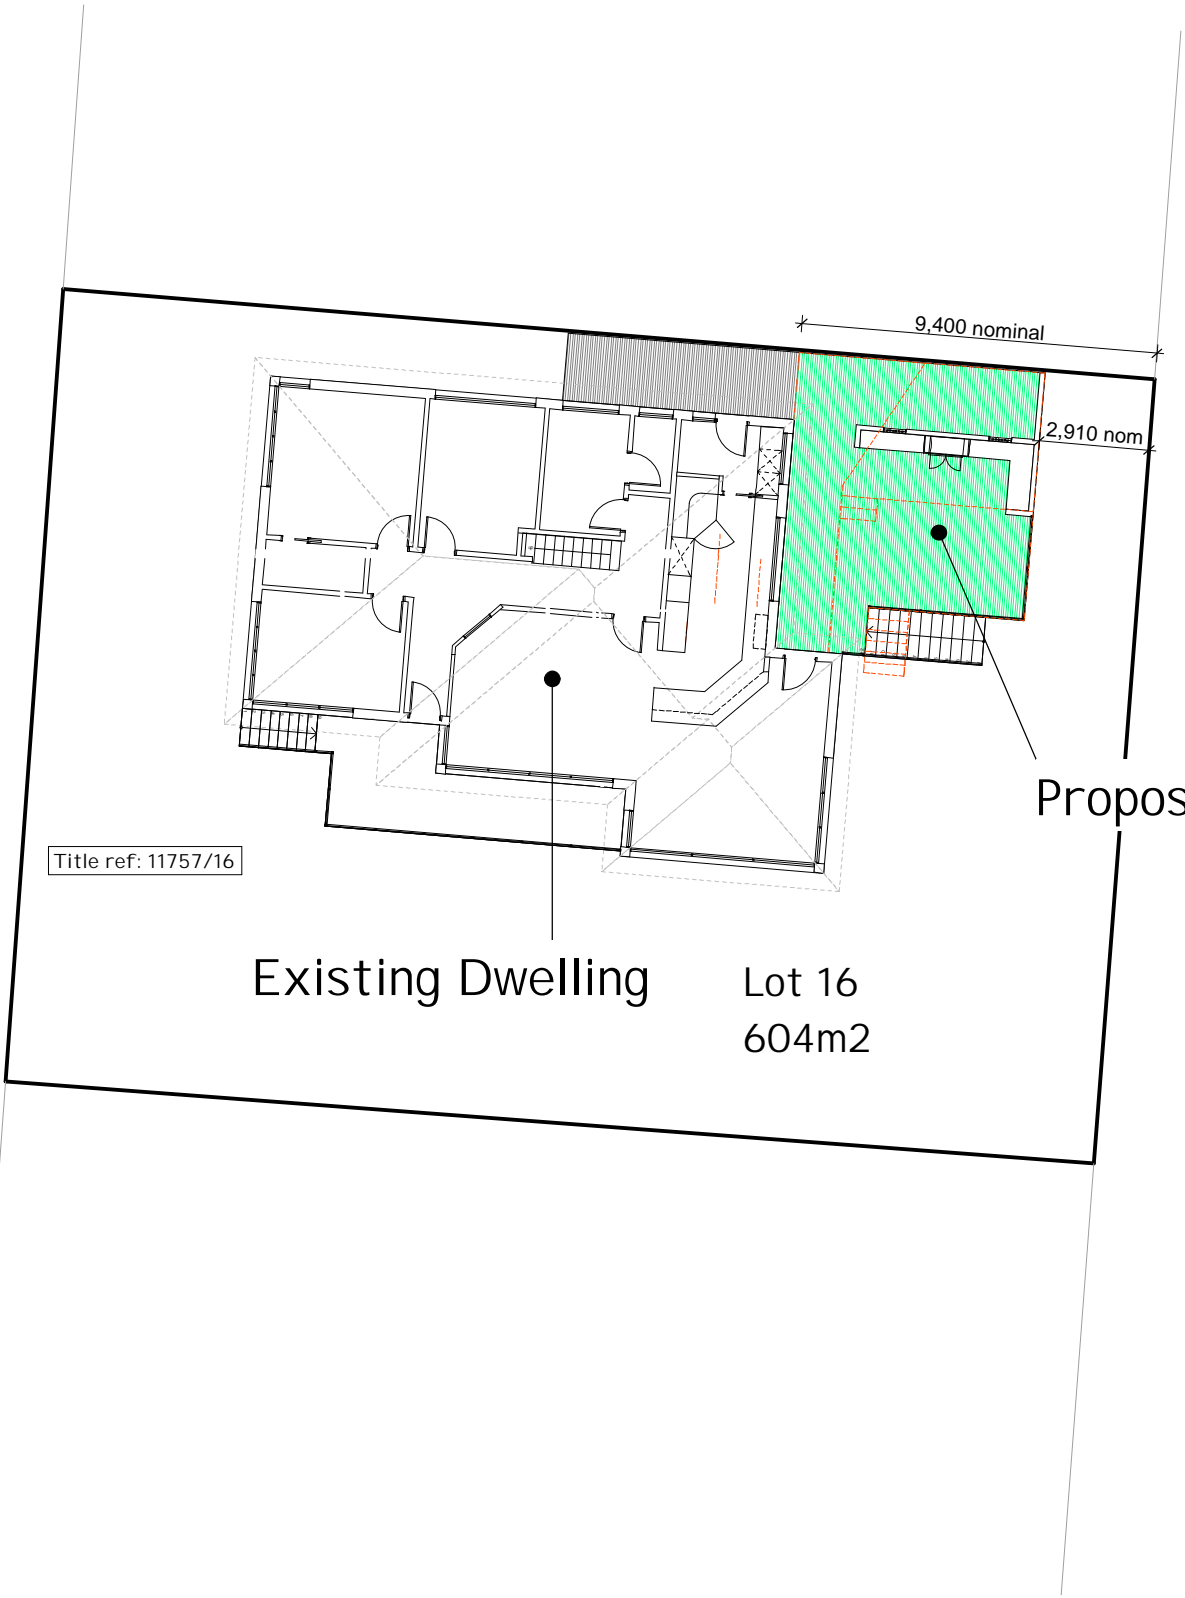 9,400 nominal
2,910 nom
Propos
Title ref: 11757/16
Existing Dwelling
Lot 16
604m2